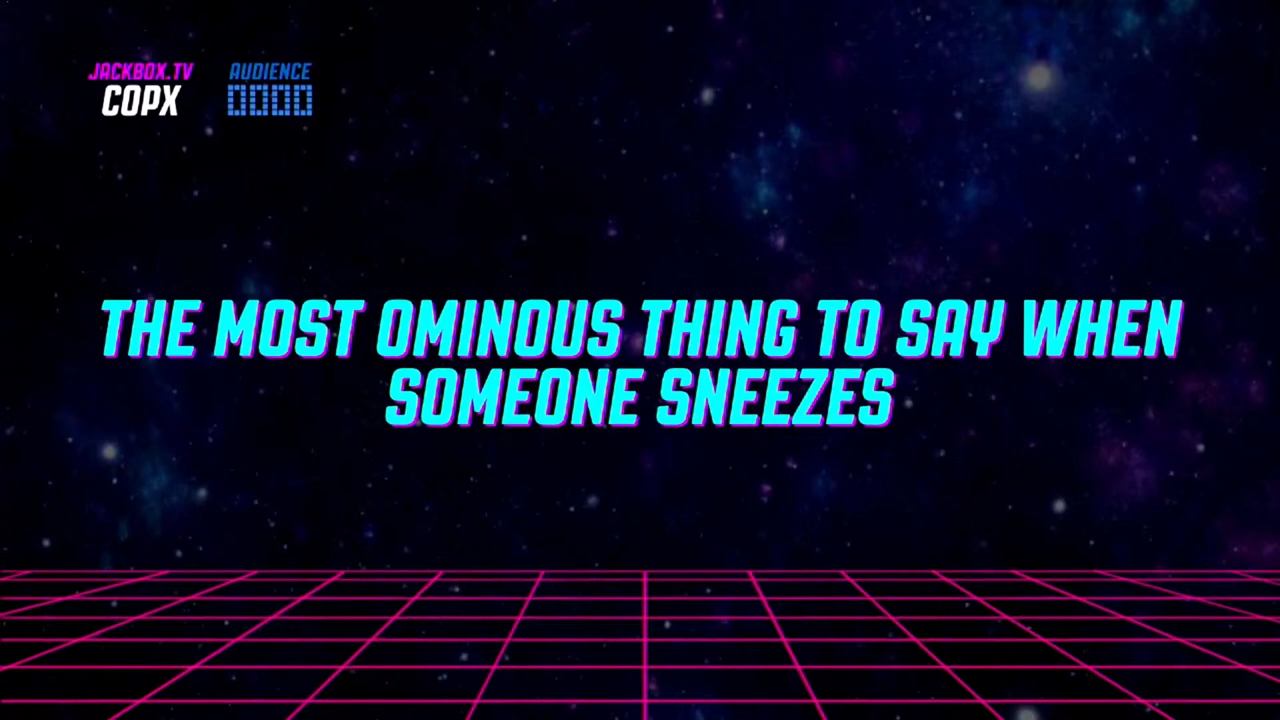 JACKBOX.TV
COPX
AUDIENCE
0000
THE MOST OMINOUS THING TO SAY WHEN
SOMEONE SNEEZES